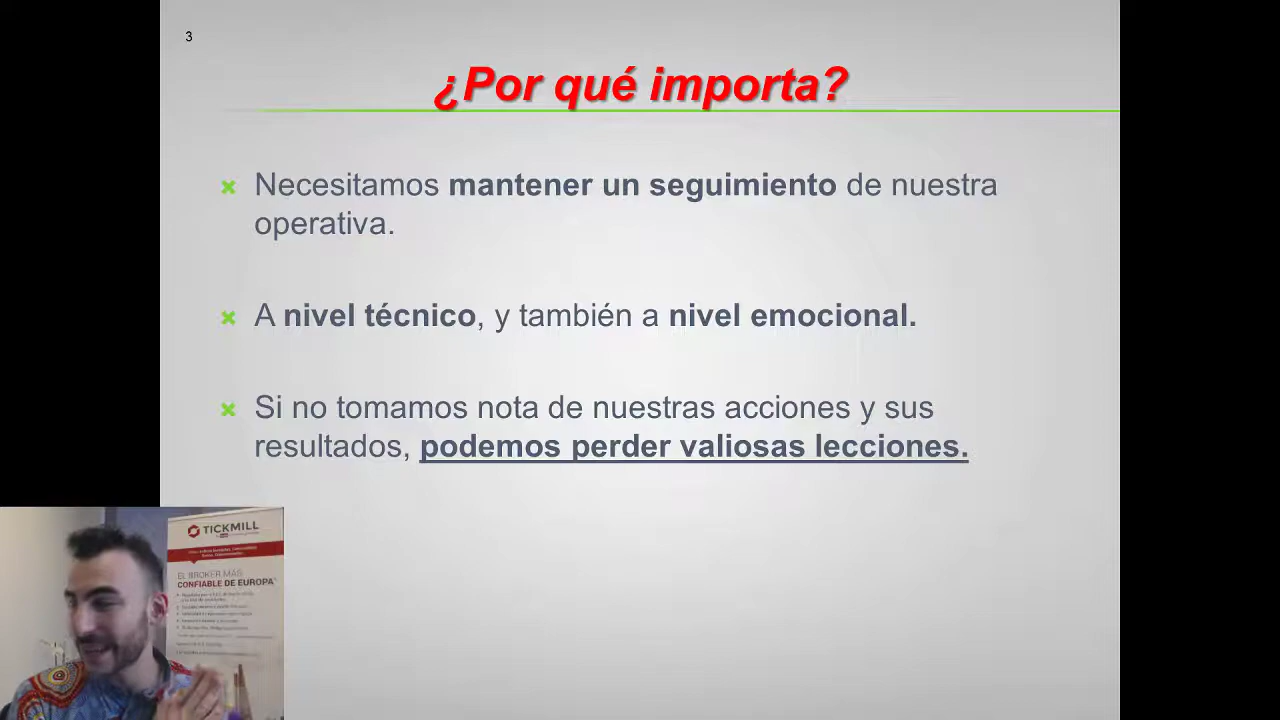 3
¿Por qué importa?
Necesitamos mantener un seguimiento de nuestra
operativa.
A nivel técnico, y también a nivel emocional.
Si no tomamos nota de nuestras acciones y sus
resultados, podemos perder valiosas lecciones.
TICKMILL
EL BROKER MÁS
CONFIABLE DE EUROPA